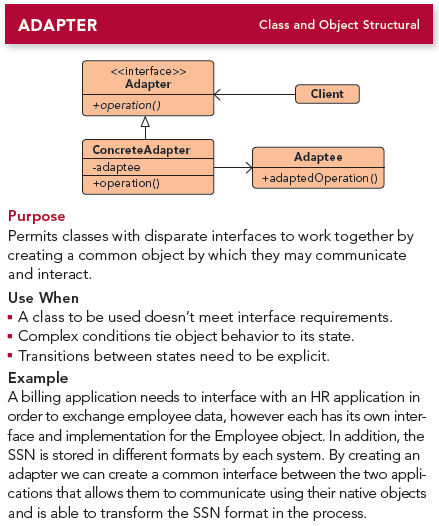 ADAPTER
Class and Object Structural
<<interface>>
Adapter
+operation()
Client
ConcreteAdapter
-adaptee
+operation()
Adaptee
+adaptedOperation()
Purpose
Permits classes with disparate interfaces to work together by
creating a common object by which they may communicate
and interact.
Use When
▪ A class to be used doesn’t meet interface requirements.
▪ Complex conditions tie object behavior to its state.
▪ Transitions between states need to be explicit.
Example
A billing application needs to interface with an HR application in
order to exchange employee data, however each has its own inter-
face and implementation for the Employee object. In addition, the
SSN is stored in different formats by each system. By creating an
adapter we can create a common interface between the two appli-
cations that allows them to communicate using their native objects
and is able to transform the SSN format in the process.